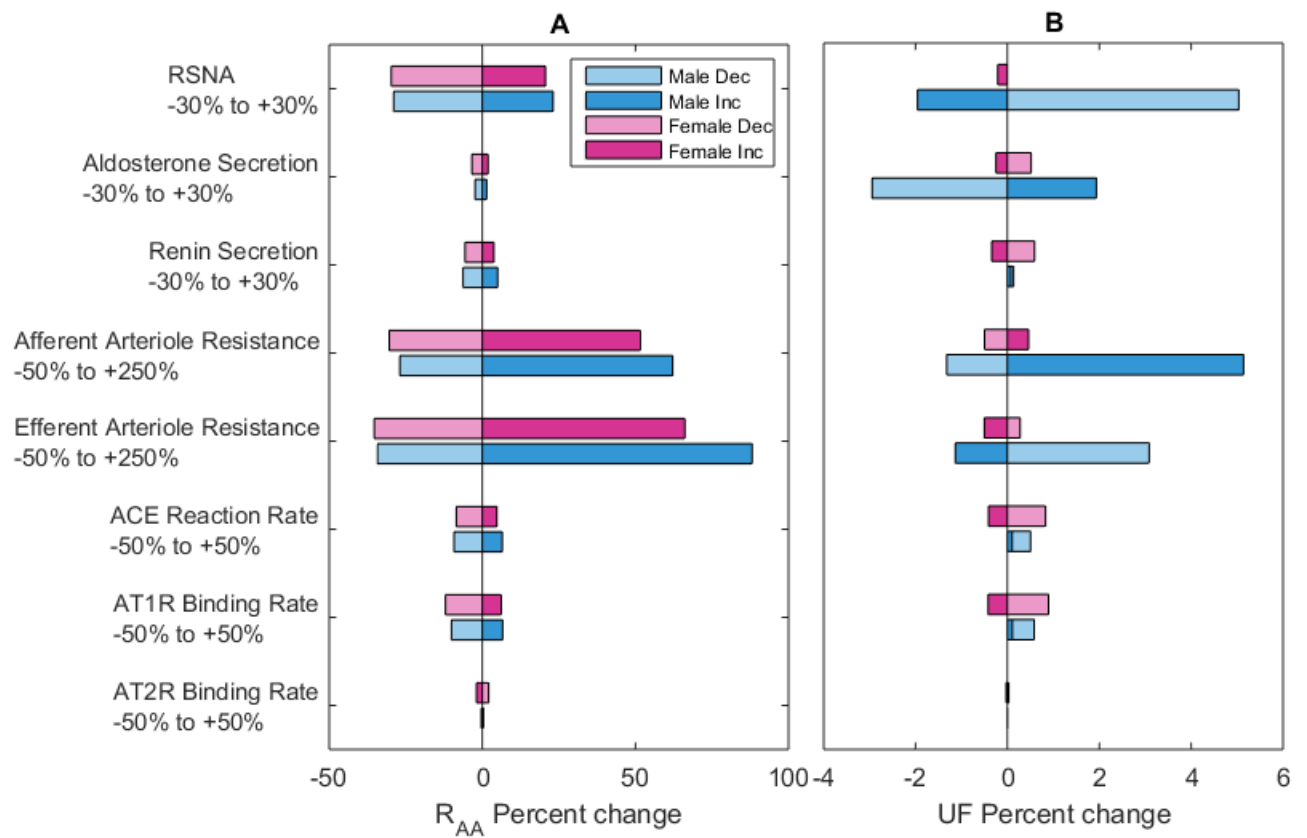 A
B
RSNA
-30% to +30%
Aldosterone Secretion
-30% to +30%
Renin Secretion
-30% to +30%
Afferent Arteriole Resistance
-50% to +250%
Efferent Arteriole Resistance
-50% to +250%
ACE Reaction Rate
-50% to +50%
AT1R Binding Rate
-50% to +50%
AT2R Binding Rate
-50% to +50%
Male Dec
Male Inc
Female Dec
Female Inc
-50 0 50 100
-4 -2 0 2 4 6
R_AA Percent change
UF Percent change